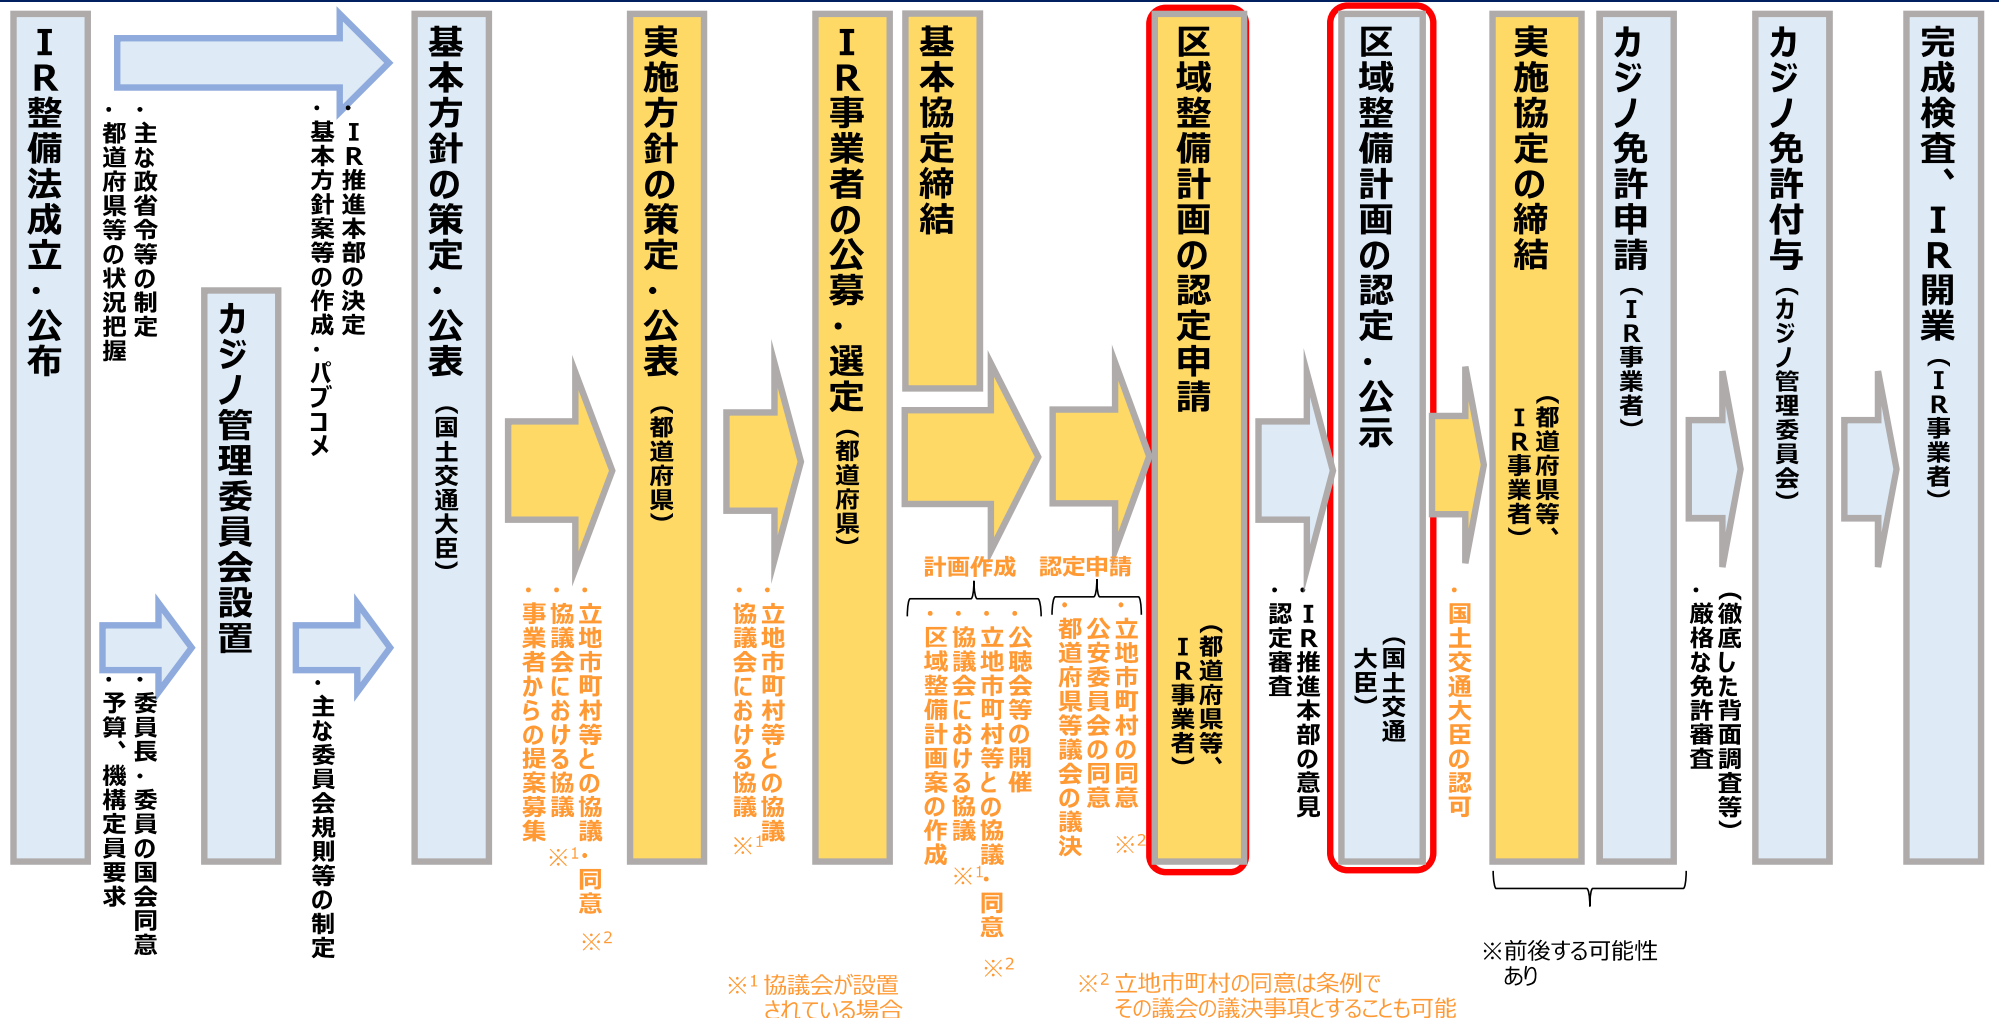 IR整備法成立・公布
・主な政省令等の制定
・都道府県等の状況把握
・委員長・委員の国会同意
・予算、機構定員要求
カジノ管理委員会設置
・IR推進本部の決定
・基本方針案等の作成・パブコメ
・主な委員会規則等の制定
基本方針の策定・公表(国土交通大臣)
・立地市町村等との協議・同意※2
・協議会における協議※1
・事業者からの提案募集
実施方針の策定・公表(都道府県)
・立地市町村等との協議
・協議会における協議※1
IR事業者の公募・選定(都道府県)
基本協定締結
計画作成
・公聴会等の開催
・立地市町村等との協議・同意※2
・協議会における協議※1
・区域整備計画案の作成
認定申請
・立地市町村の同意※2
・公安委員会の同意
・都道府県等議会の議決
区域整備計画の認定申請
(都道府県等、
IR事業者)
・IR推進本部の意見
・認定審査
区域整備計画の認定・公示
(国土交通
大臣)
・国土交通大臣の認可
実施協定の締結
(都道府県等、
IR事業者)
カジノ免許申請(IR事業者)
(徹底した背面調査等)
・厳格な免許審査
カジノ免許付与(カジノ管理委員会)
完成検査、IR開業(IR事業者)
※前後する可能性
あり
※1 協議会が設置
されている場合
※2 立地市町村の同意は条例で
その議会の議決事項とすることも可能